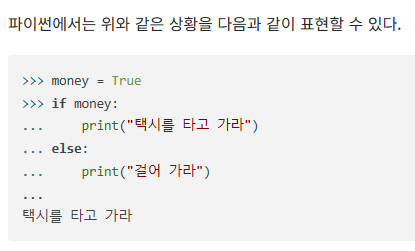 파이썬에서는 위와 같은 상황을 다음과 같이 표현할 수 있다.
>>> money = True
>>> if money:
...     print("택시를 타고 가라")
... else:
...     print("걸어 가라")
...
택시를 타고 가라